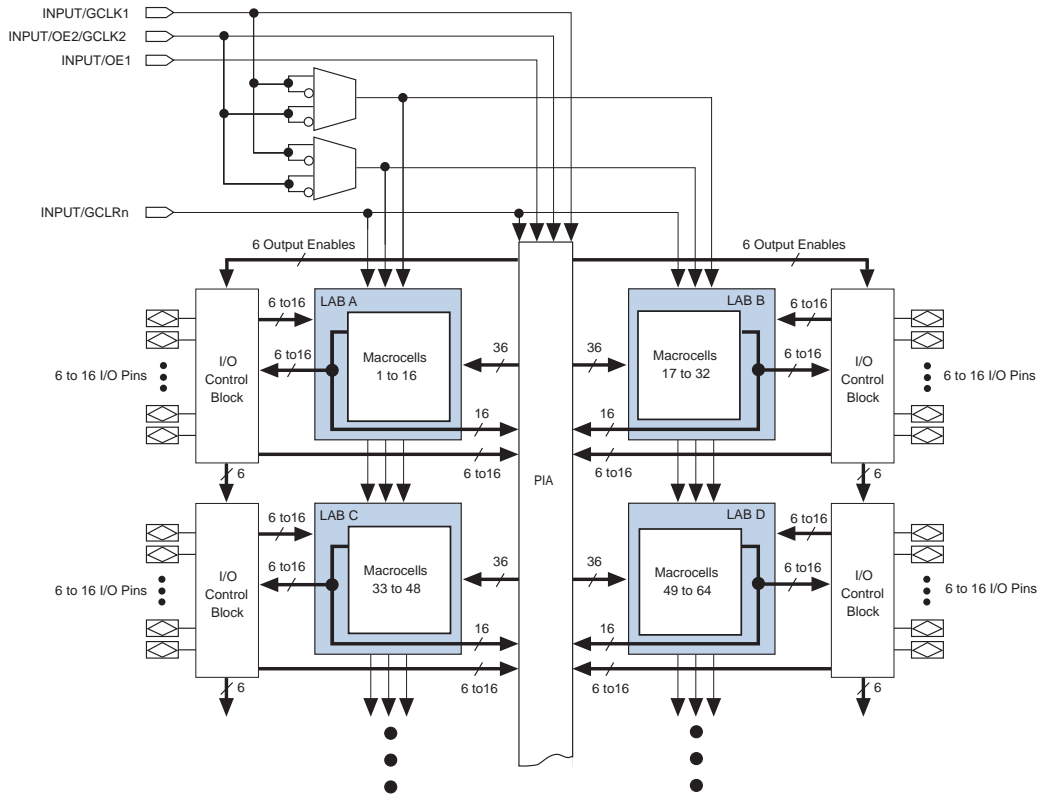 INPUT/GCLK1
INPUT/OE2/GCLK2
INPUT/OE1
INPUT/GCLRn
6 Output Enables
6 Output Enables
LAB A
LAB B
6 to16
6 to16
Macrocells
1 to 16
Macrocells
17 to 32
6 to16
36
36
6 to16
6 to 16 I/O Pins
I/O
Control
Block
I/O
Control
Block
6 to 16 I/O Pins
16
16
6 to16
6 to16
6
PIA
6
LAB C
LAB D
6 to16
6 to16
Macrocells
33 to 48
Macrocells
49 to 64
6 to16
36
36
6 to16
6 to 16 I/O Pins
I/O
Control
Block
I/O
Control
Block
6 to 16 I/O Pins
16
16
6 to16
6 to16
6
6